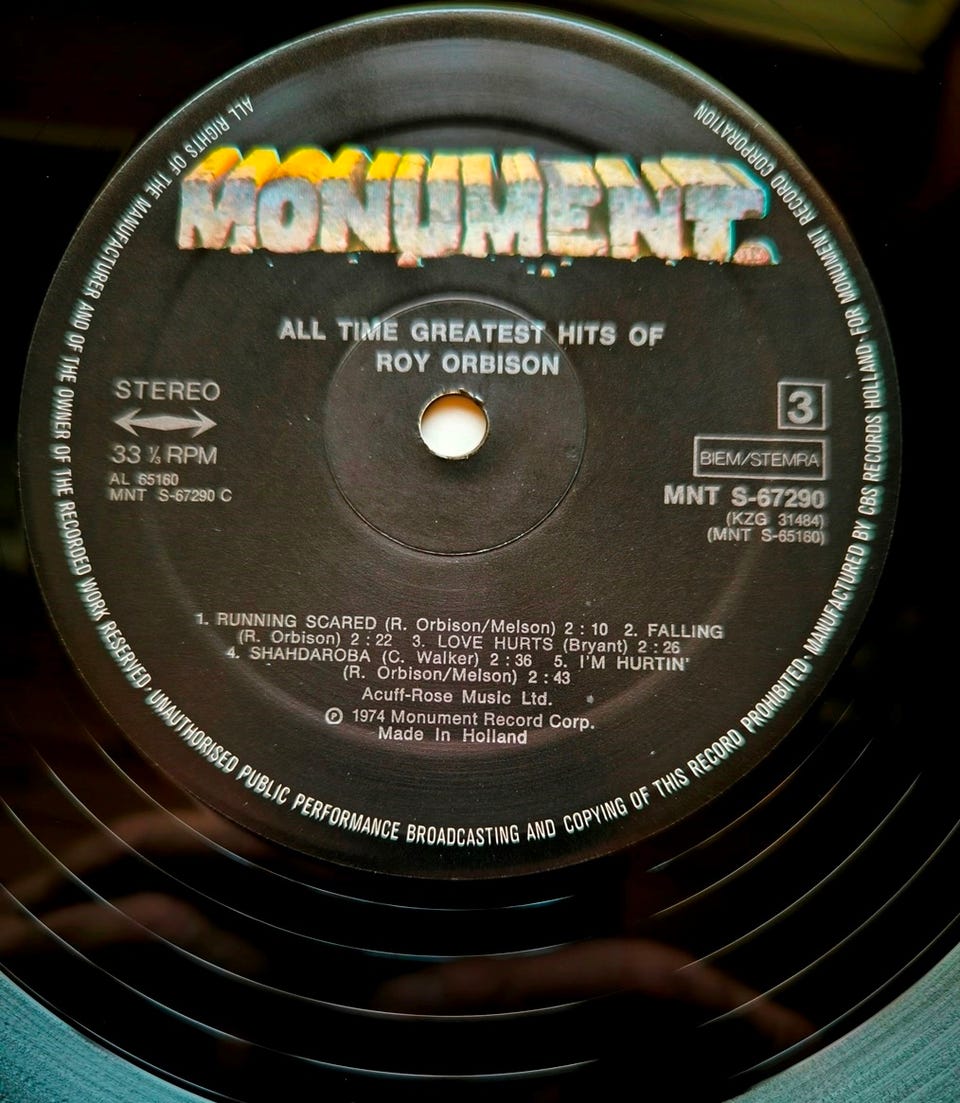 MONUMENT.
ALL TIME GREATEST HITS OF
ROY ORBISON
STEREO
33 ⅓ RPM
AL 65160
MNT S-67290 C
3
BIEM/STEMRA
MNT S-67290
(KZG 31484)
(MNT S-65160)
1. RUNNING SCARED (R. Orbison/Melson) 2 : 10 2. FALLING
(R. Orbison) 2 : 22 3. LOVE HURTS (Bryant) 2 : 26
4. SHAHDAROBA (C. Walker) 2 : 36 5. I'M HURTIN'
(R. Orbison/Melson) 2 : 43
Acuff-Rose Music Ltd.
℗ 1974 Monument Record Corp.
Made In Holland
ALL RIGHTS OF THE MANUFACTURER AND OF THE OWNER OF THE RECORDED WORK RESERVED· UNAUTHORISED PUBLIC PERFORMANCE BROADCASTING AND COPYING OF THIS RECORD PROHIBITED· MANUFACTURED BY CBS RECORDS HOLLAND· FOR MONUMENT RECORD CORPORATION